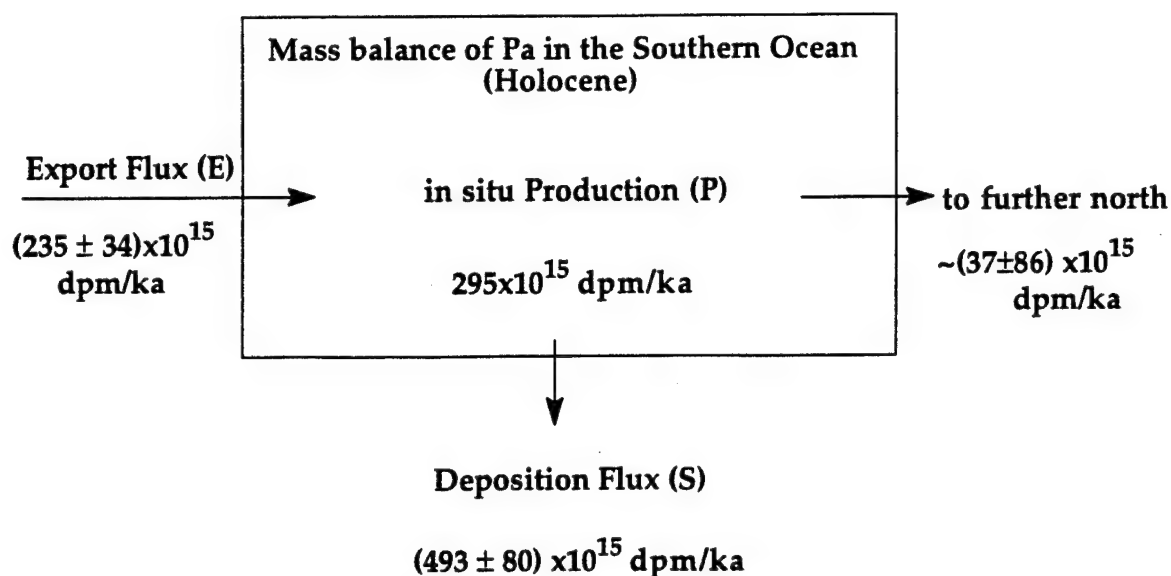 Mass balance of Pa in the Southern Ocean
(Holocene)
Export Flux (E)
(235 ± 34)x10^15
dpm/ka
in situ Production (P)
295x10^15 dpm/ka
to further north
~(37±86) x10^15
dpm/ka
Deposition Flux (S)
(493 ± 80) x10^15 dpm/ka